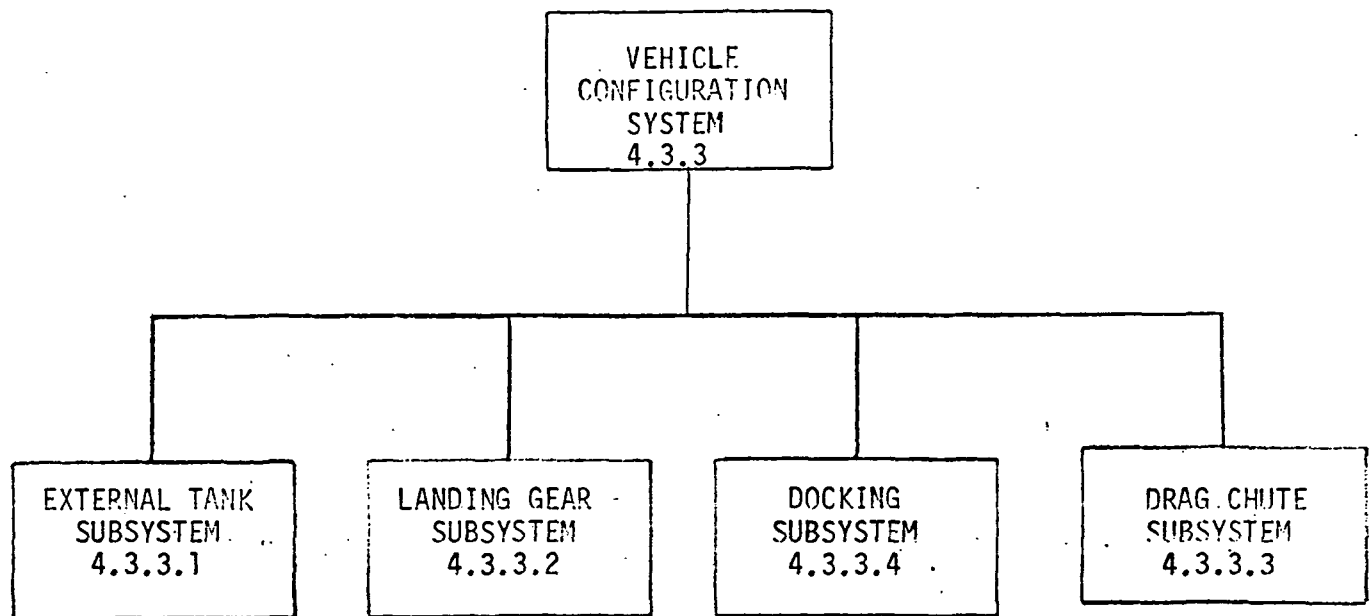 VEHICLE
CONFIGURATION
SYSTEM
4.3.3
EXTERNAL TANK
SUBSYSTEM
4.3.3.1
LANDING GEAR
SUBSYSTEM
4.3.3.2
DOCKING
SUBSYSTEM
4.3.3.4
DRAG CHUTE
SUBSYSTEM
4.3.3.3